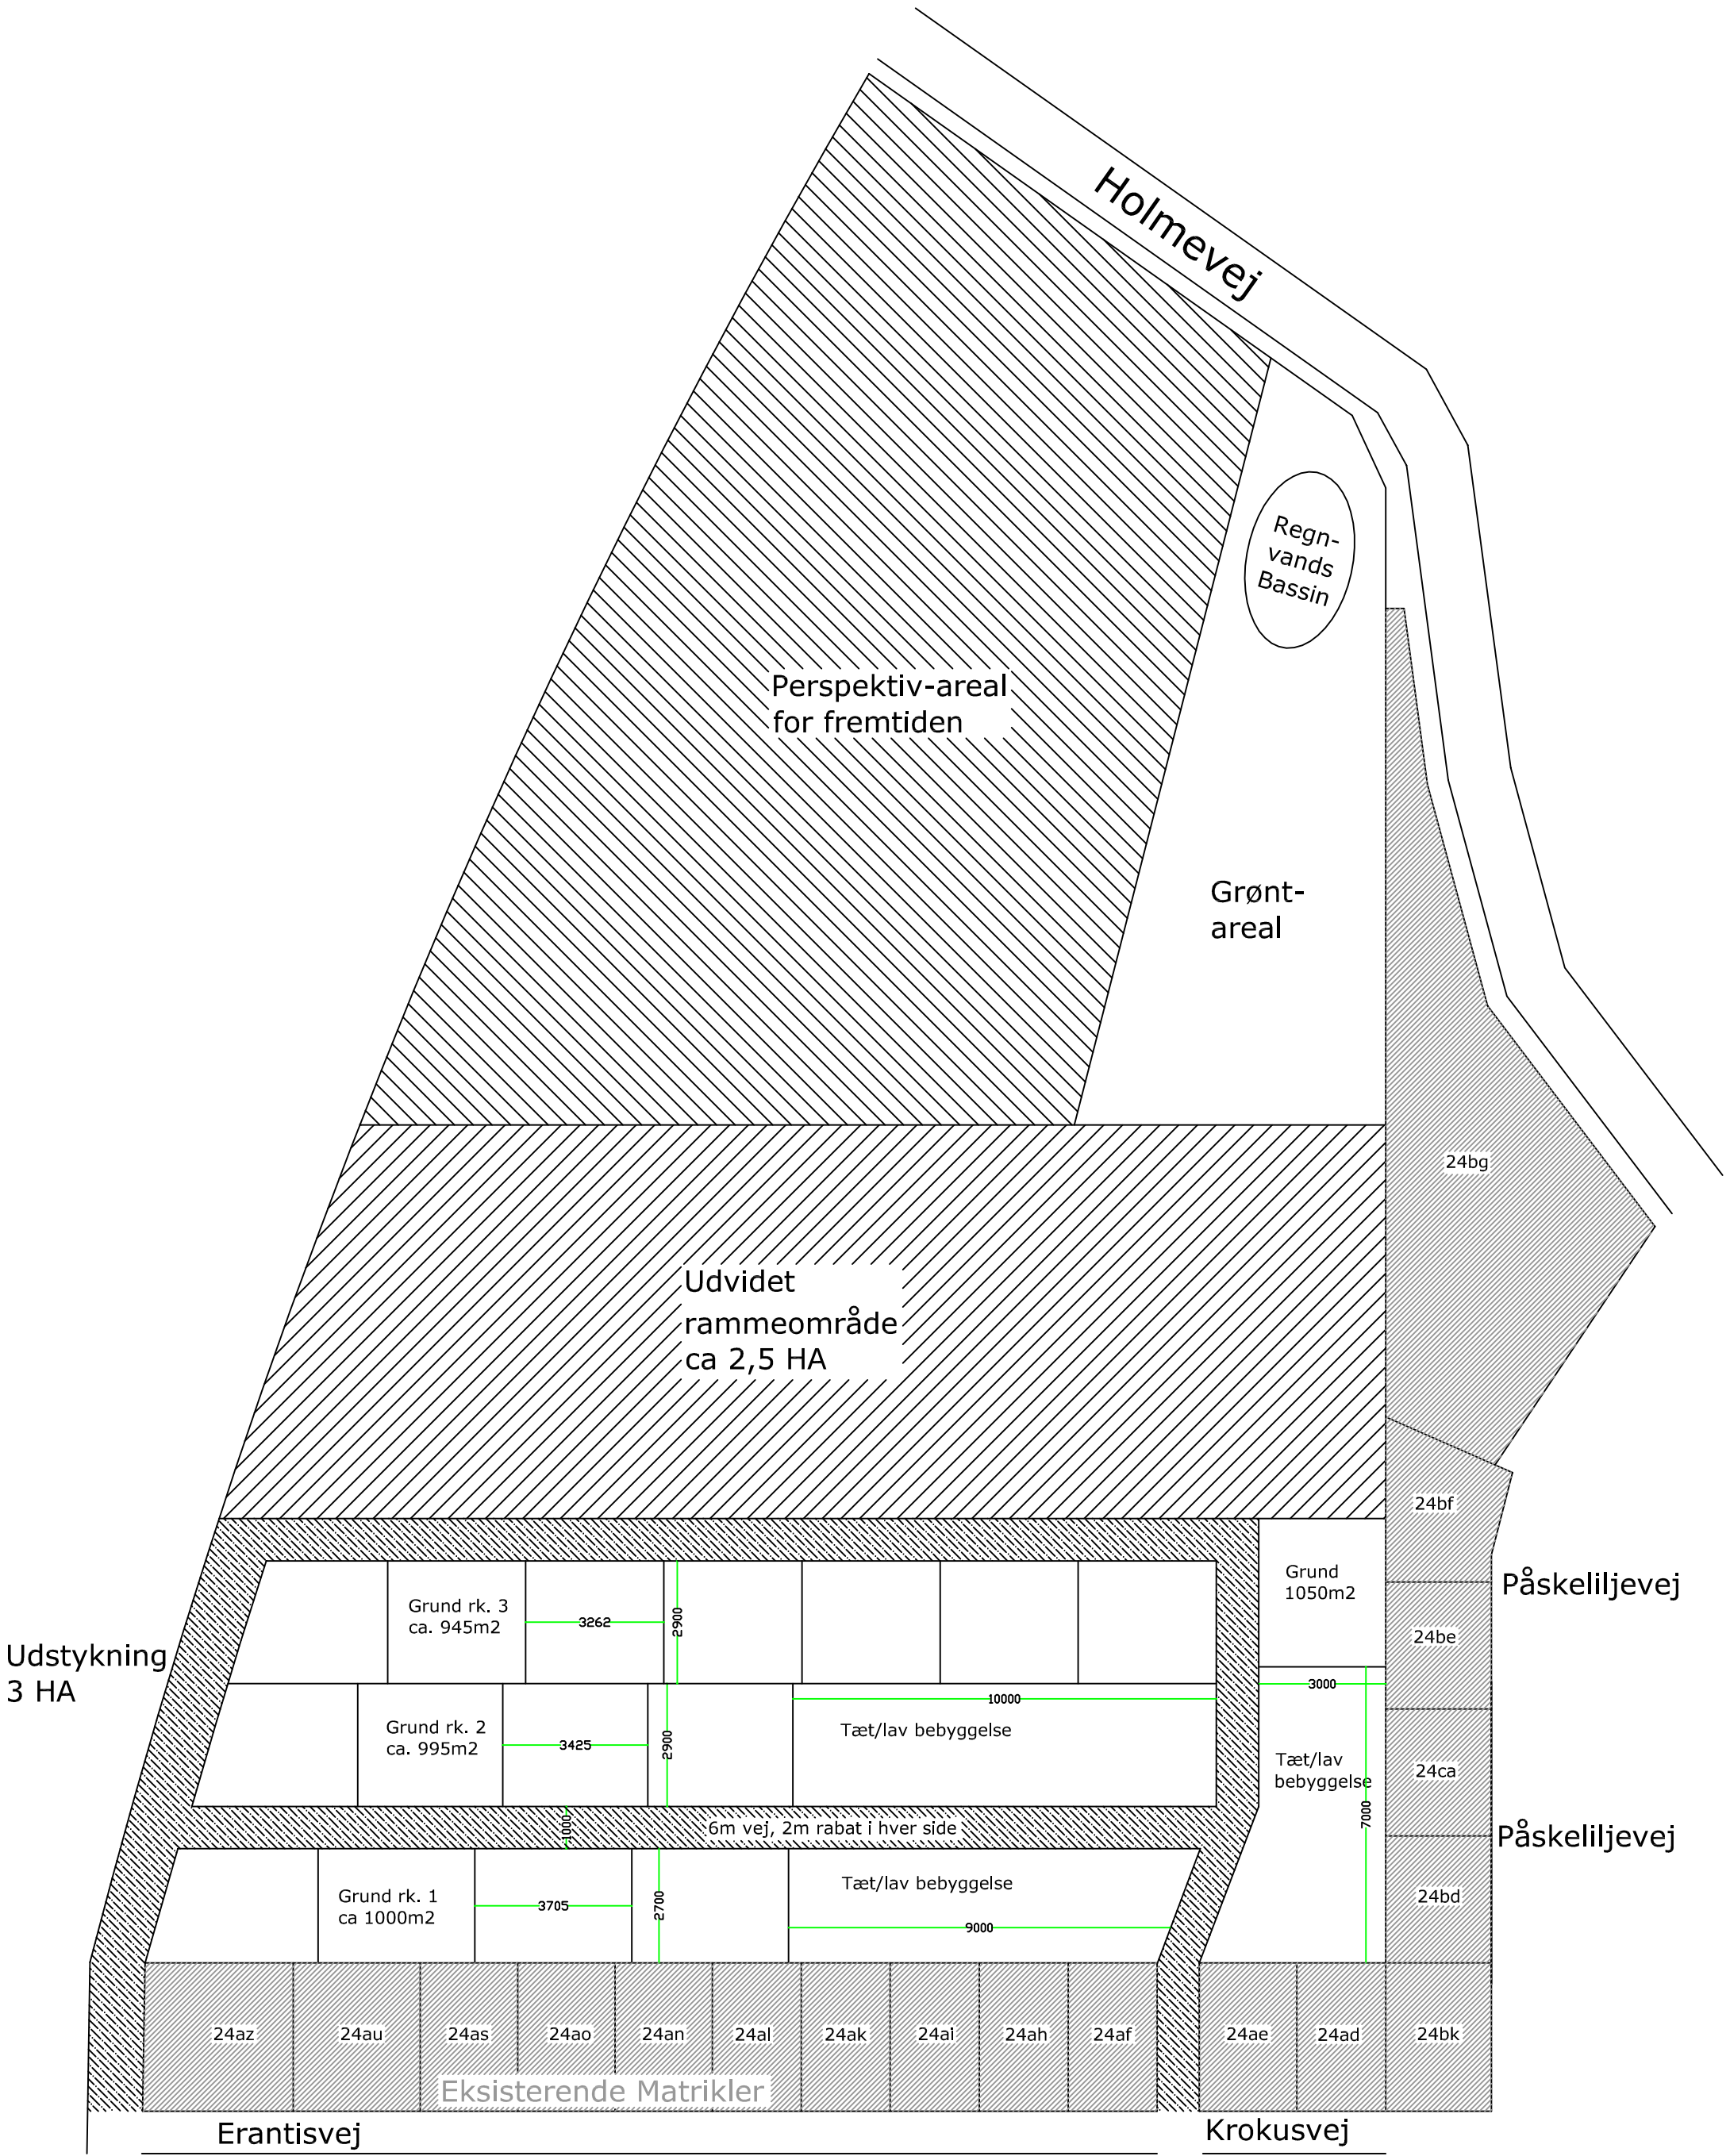 Holmevej
Regn-
vands
Bassin
Perspektiv-areal
for fremtiden
Grønt-
areal
24bg
Udvidet
rammeområde
ca 2,5 HA
24bf
Påskeliljevej
Grund
1050m2
Grund rk. 3
ca. 945m2
3262
2900
24be
Udstykning
3 HA
3000
10000
Grund rk. 2
ca. 995m2
3425
2900
Tæt/lav bebyggelse
Tæt/lav
bebyggelse
24ca
7000
1000
6m vej, 2m rabat i hver side
Påskeliljevej
Grund rk. 1
ca 1000m2
3705
2700
Tæt/lav bebyggelse
9000
24bd
24az
24au
24as
24ao
24an
24al
24ak
24ai
24ah
24af
24ae
24ad
24bk
Eksisterende Matrikler
Erantisvej
Krokusvej